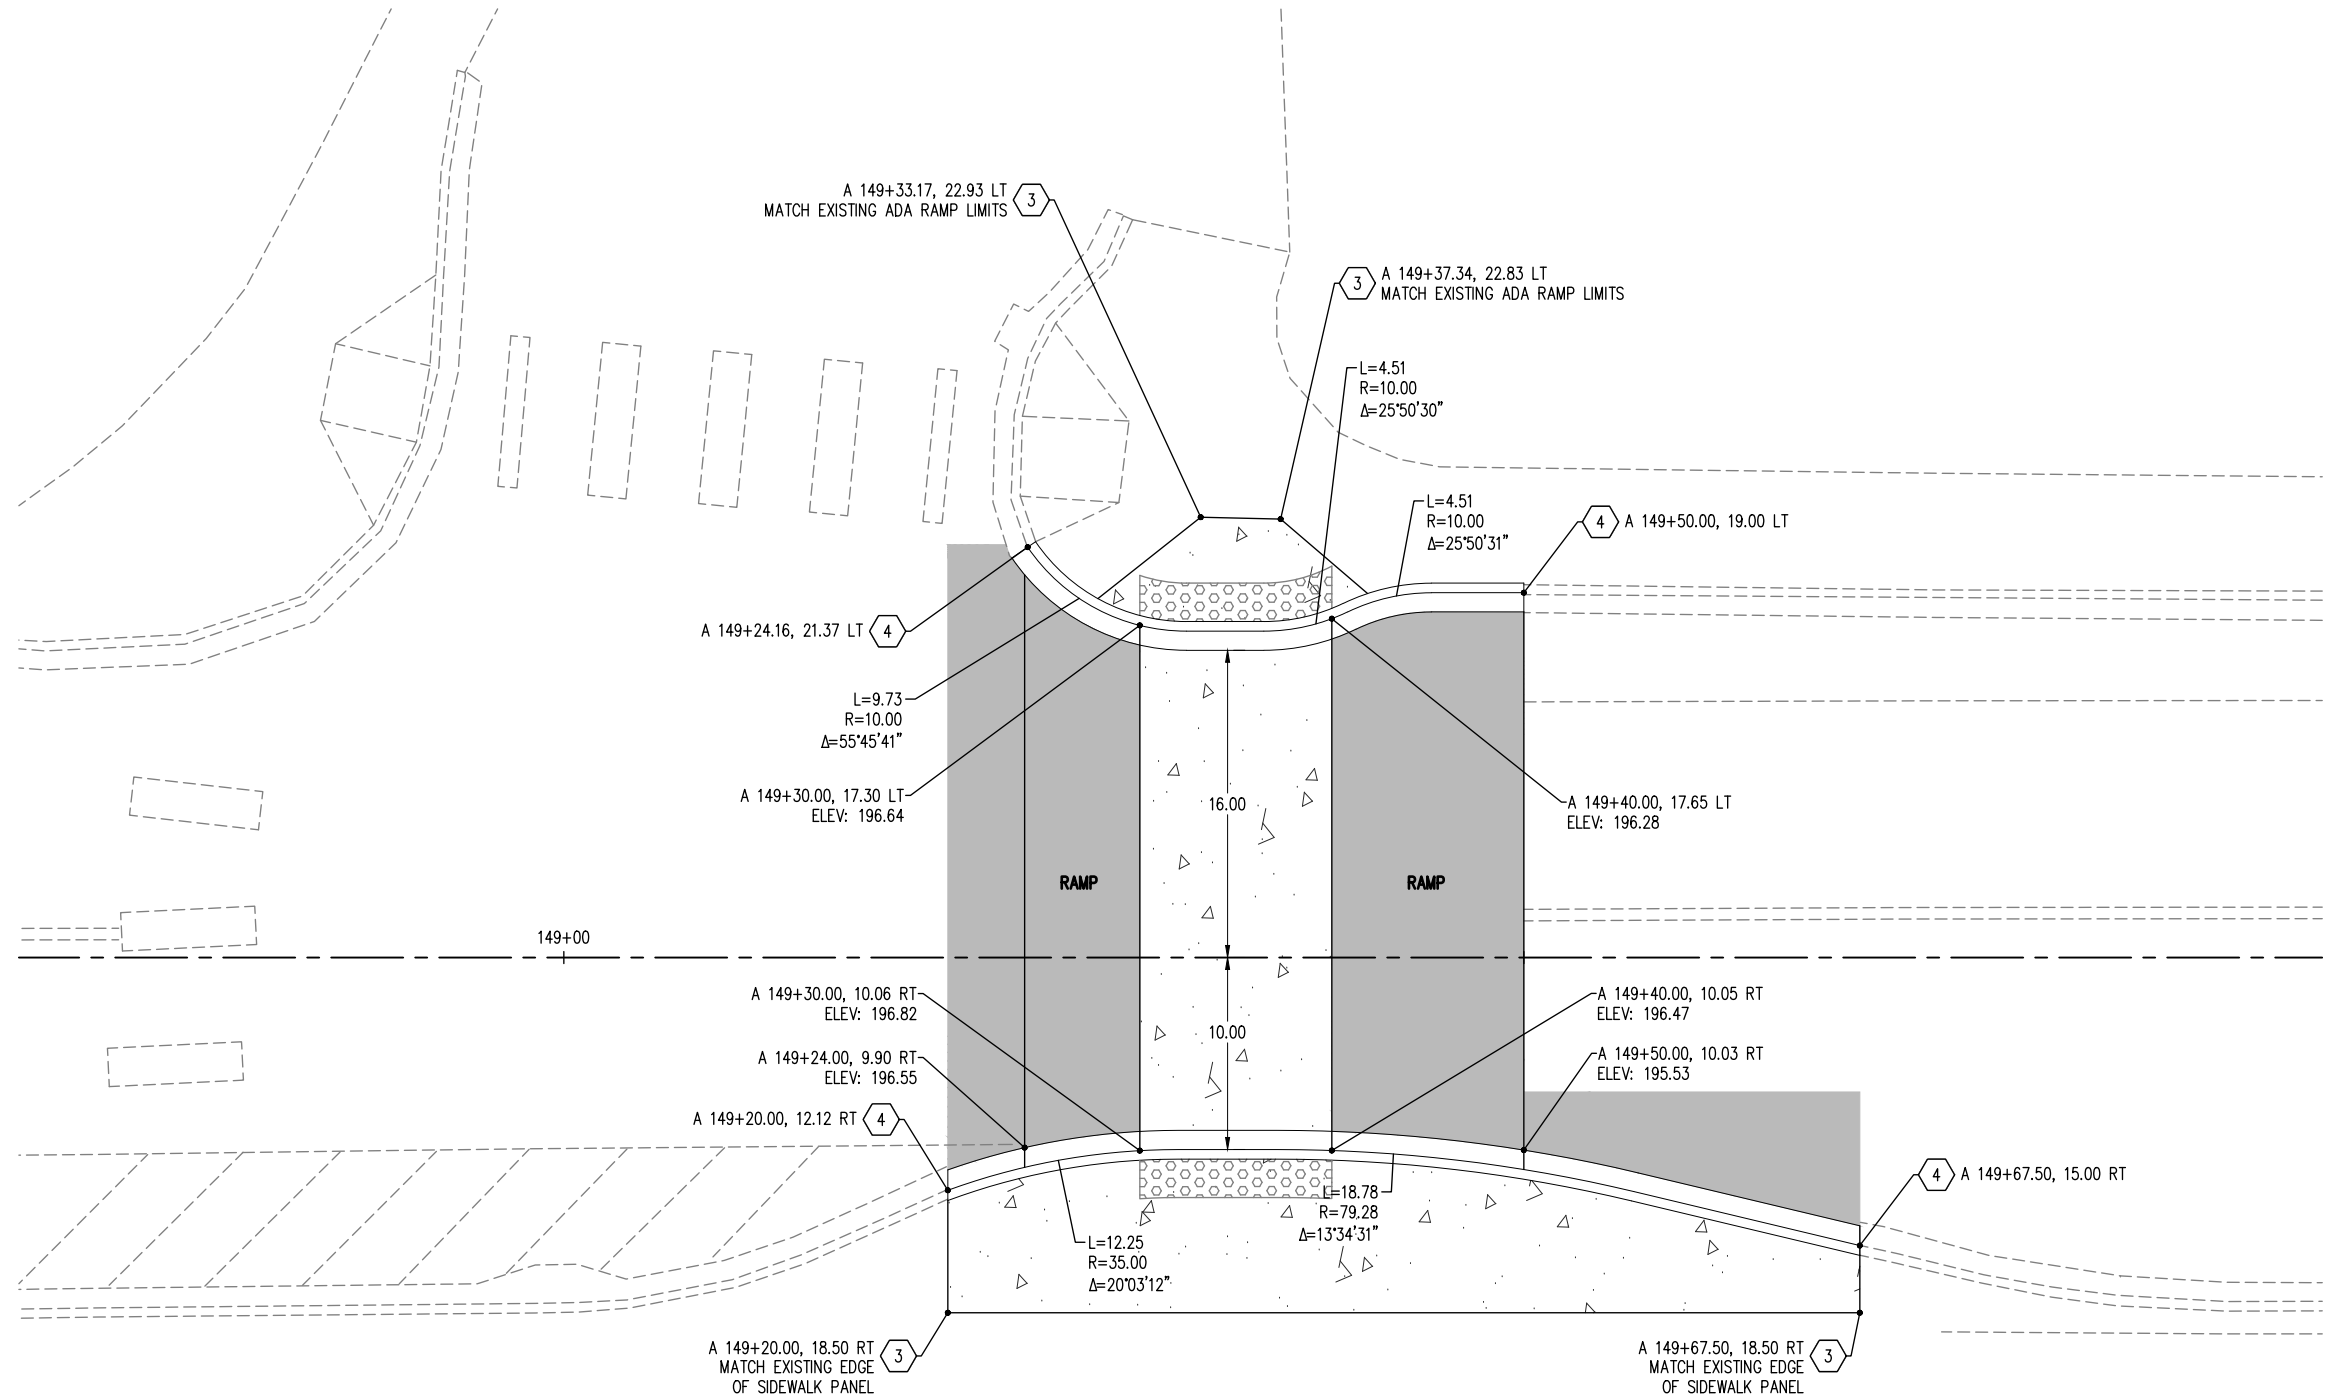 A 149+33.17, 22.93 LT
MATCH EXISTING ADA RAMP LIMITS
3
3
A 149+37.34, 22.83 LT
MATCH EXISTING ADA RAMP LIMITS
L=4.51
R=10.00
Δ=25°50'30"
L=4.51
R=10.00
Δ=25°50'31"
4
A 149+50.00, 19.00 LT
A 149+24.16, 21.37 LT
4
L=9.73
R=10.00
Δ=55°45'41"
A 149+30.00, 17.30 LT
ELEV: 196.64
16.00
A 149+40.00, 17.65 LT
ELEV: 196.28
RAMP
RAMP
149+00
A 149+30.00, 10.06 RT
ELEV: 196.82
10.00
A 149+40.00, 10.05 RT
ELEV: 196.47
A 149+24.00, 9.90 RT
ELEV: 196.55
A 149+50.00, 10.03 RT
ELEV: 195.53
A 149+20.00, 12.12 RT
4
4
A 149+67.50, 15.00 RT
L=18.78
R=79.28
Δ=13°34'31"
L=12.25
R=35.00
Δ=20°03'12"
A 149+20.00, 18.50 RT
MATCH EXISTING EDGE
OF SIDEWALK PANEL
3
A 149+67.50, 18.50 RT
MATCH EXISTING EDGE
OF SIDEWALK PANEL
3